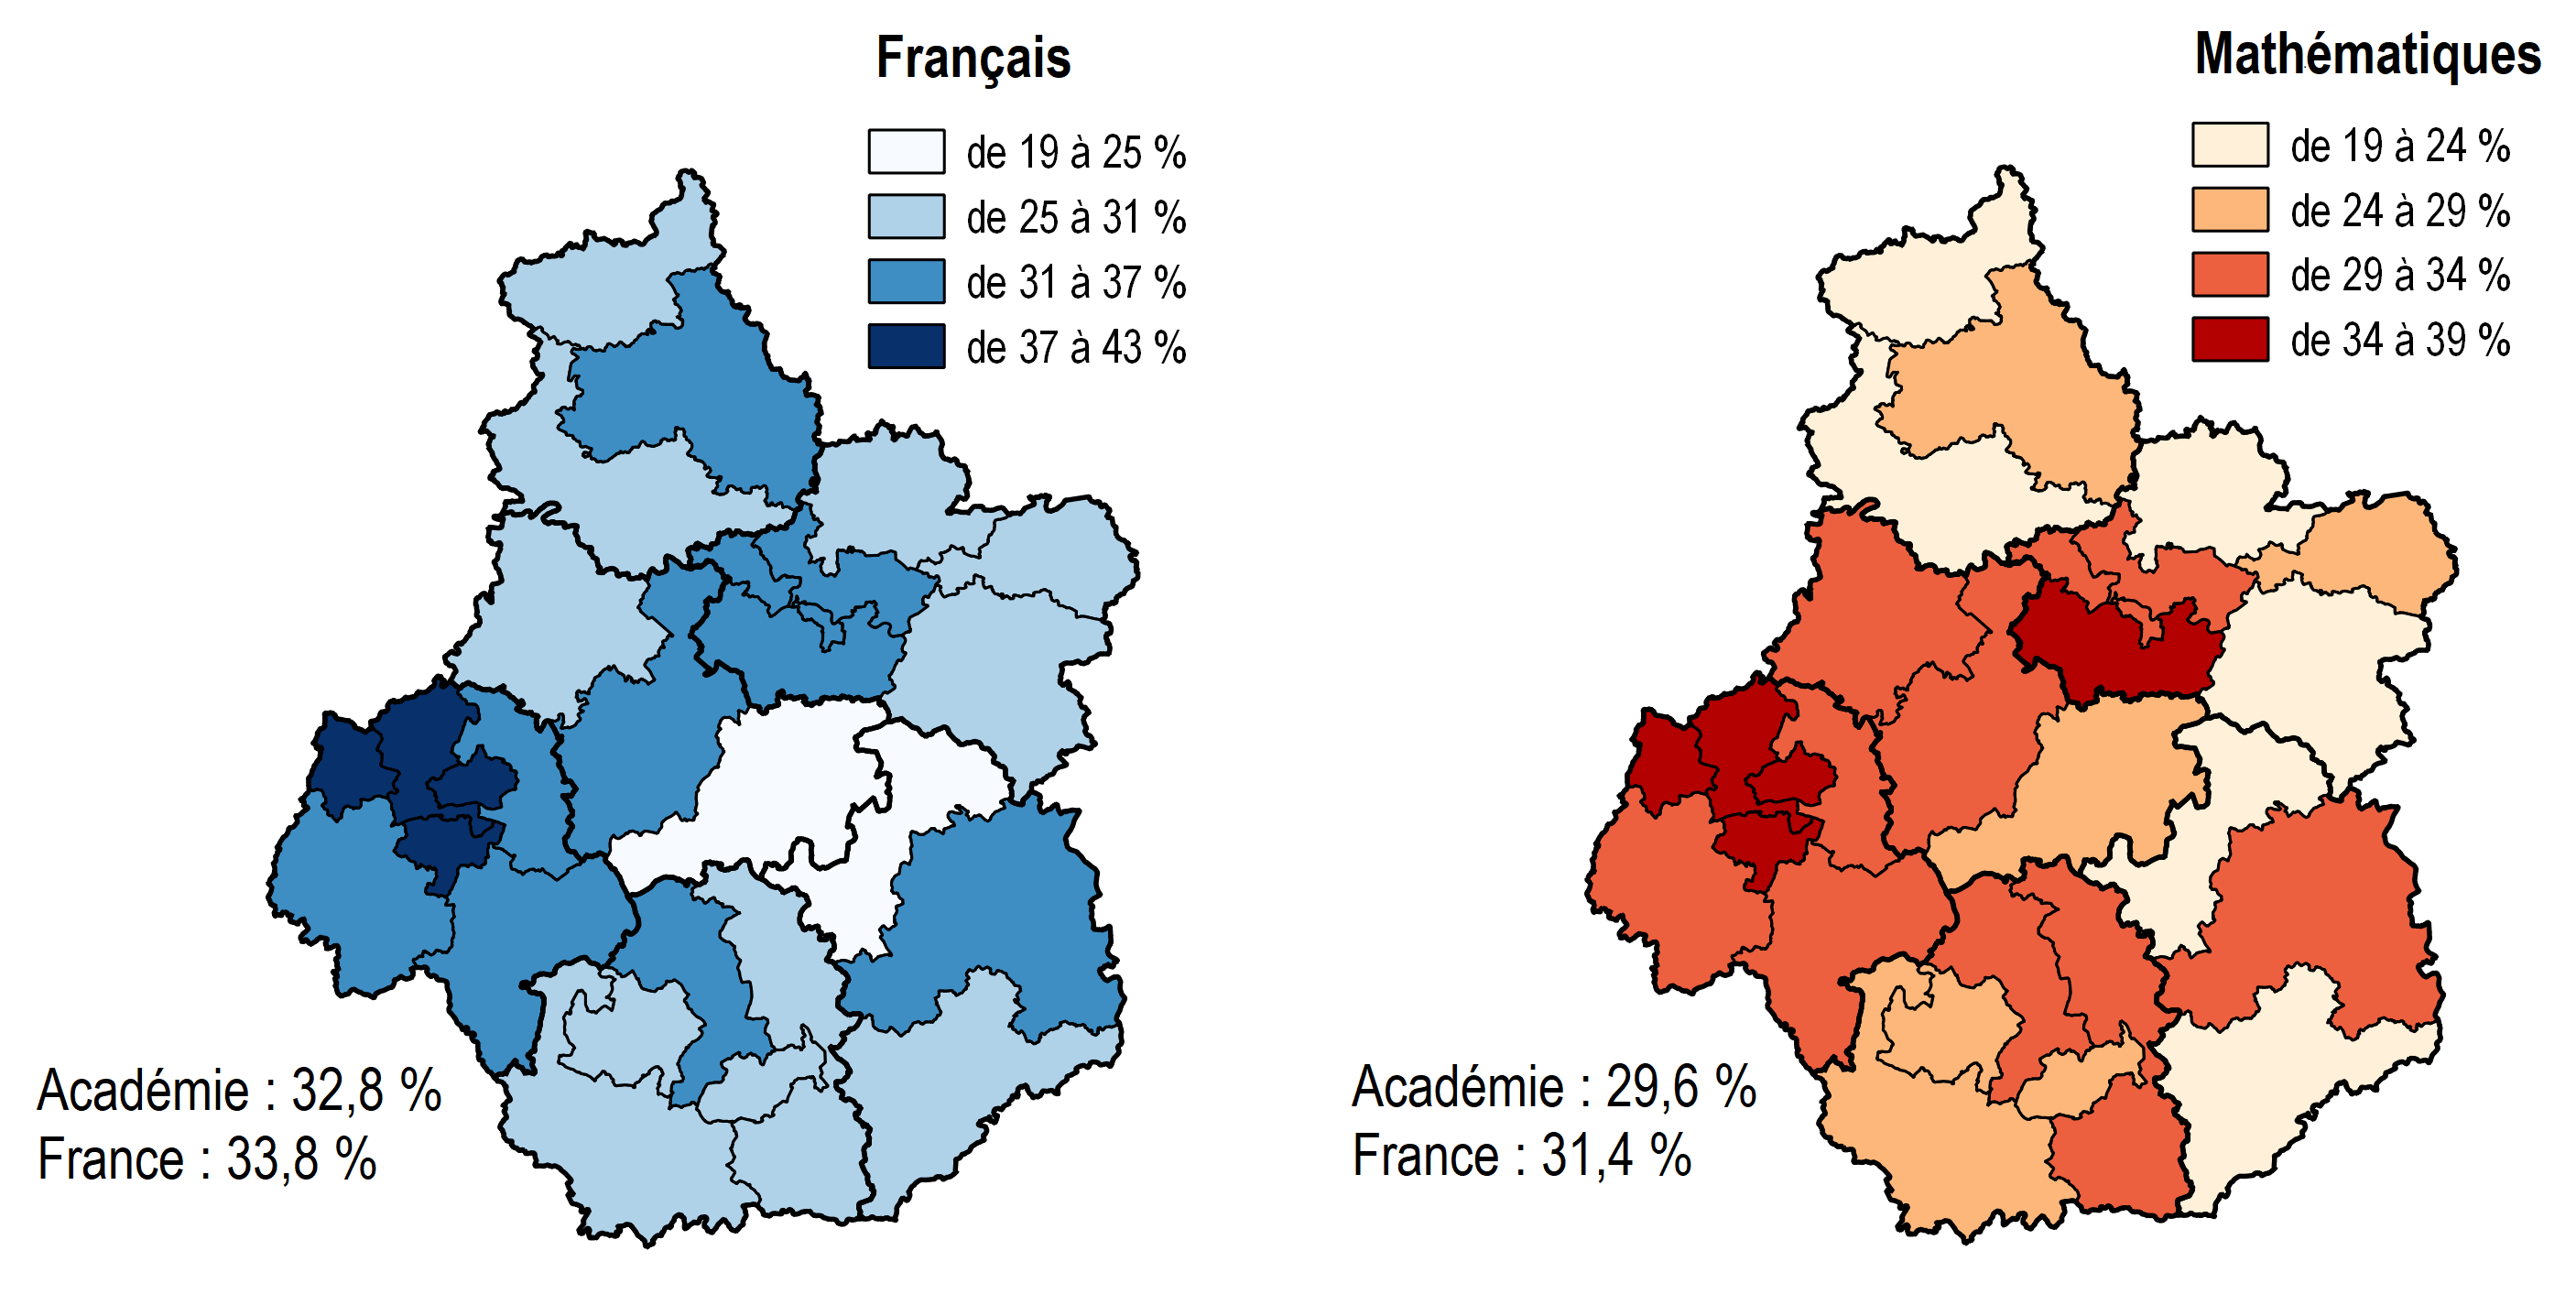 Français
de 19 à 25 %
de 25 à 31 %
de 31 à 37 %
de 37 à 43 %
Académie : 32,8 %
France : 33,8 %
Mathématiques
de 19 à 24 %
de 24 à 29 %
de 29 à 34 %
de 34 à 39 %
Académie : 29,6 %
France : 31,4 %